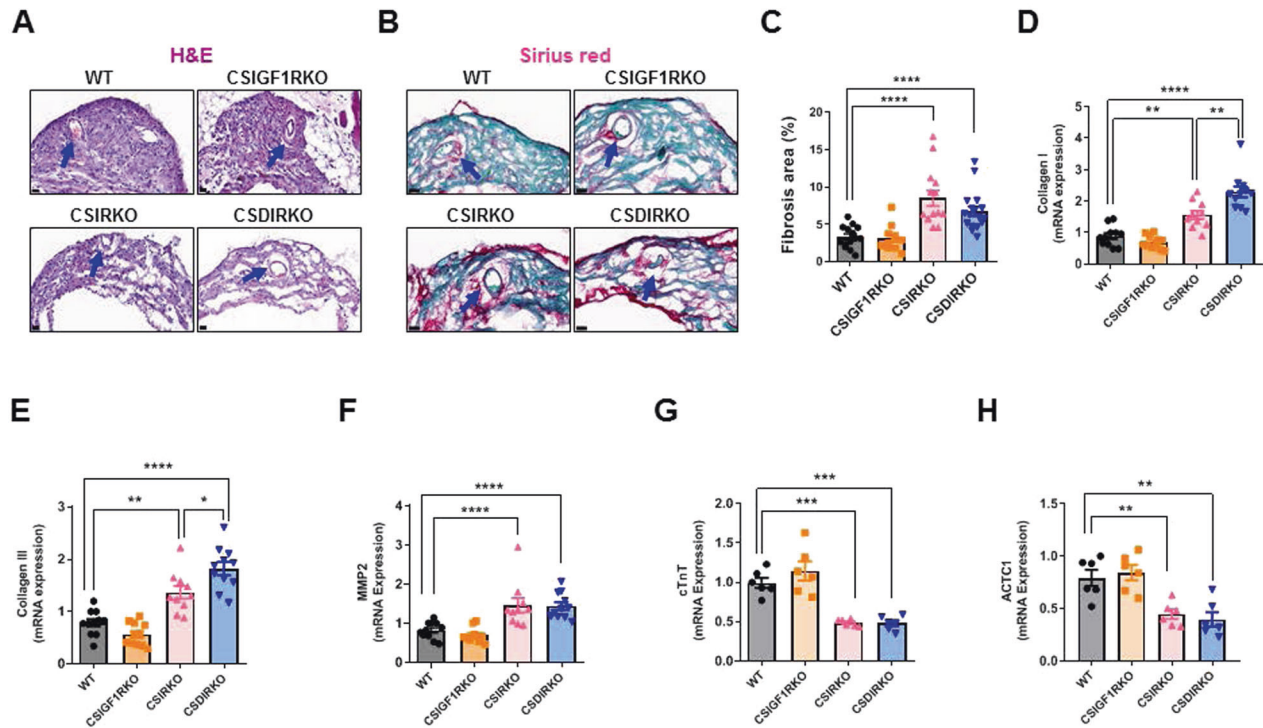 A
H&E
WT
CSIGF1RKO
CSIRKO
CSDIRKO
B
Sirius red
WT
CSIGF1RKO
CSIRKO
CSDIRKO
C
****
****
Fibrosis area (%)
20
15
10
5
0
WT
CSIGF1RKO
CSIRKO
CSDIRKO
D
****
**
**
Collagen I
(mRNA expression)
5
4
3
2
1
0
WT
CSIGF1RKO
CSIRKO
CSDIRKO
E
****
**
*
Collagen III
(mRNA expression)
3
2
1
0
WT
CSIGF1RKO
CSIRKO
CSDIRKO
F
****
****
MMP2
(mRNA Expression)
4
3
2
1
0
WT
CSIGF1RKO
CSIRKO
CSDIRKO
G
***
***
cTnT
(mRNA Expression)
2.0
1.5
1.0
0.5
0.0
WT
CSIGF1RKO
CSIRKO
CSDIRKO
H
**
**
ACTC1
(mRNA Expression)
1.5
1.0
0.5
0.0
WT
CSIGF1RKO
CSIRKO
CSDIRKO